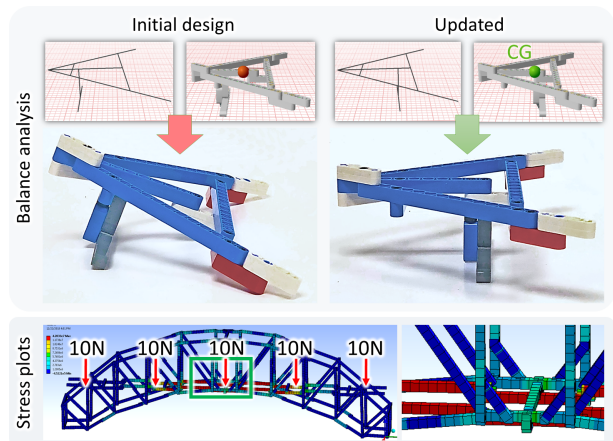 Initial design
Updated
CG
Balance analysis
10N
10N
10N
10N
10N
Stress plots